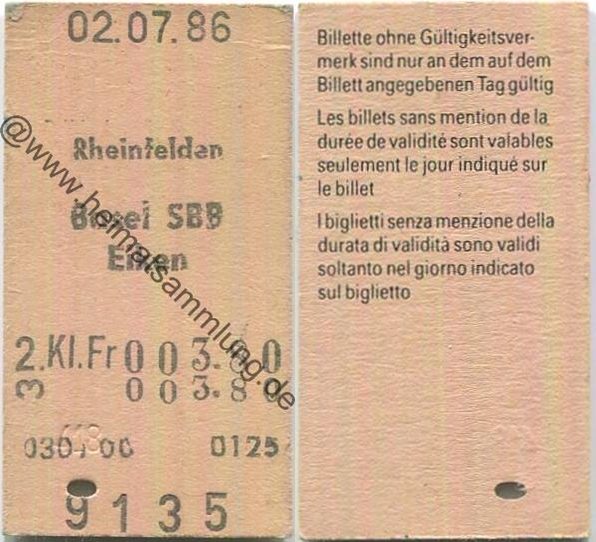 02.07.86
Rheinfelden
Basel SBB
2.Kl.Fr 003.80
3 003.80
0125
9135
@www.heimatsammlung.de
Billette ohne Gültigkeitsver-
merk sind nur an dem auf dem
Billett angegebenen Tag gültig
Les billets sans mention de la
durée de validité sont valables
seulement le jour indiqué sur
le billet
I biglietti senza menzione della
durata di validità sono validi
soltanto nel giorno indicato
sul biglietto